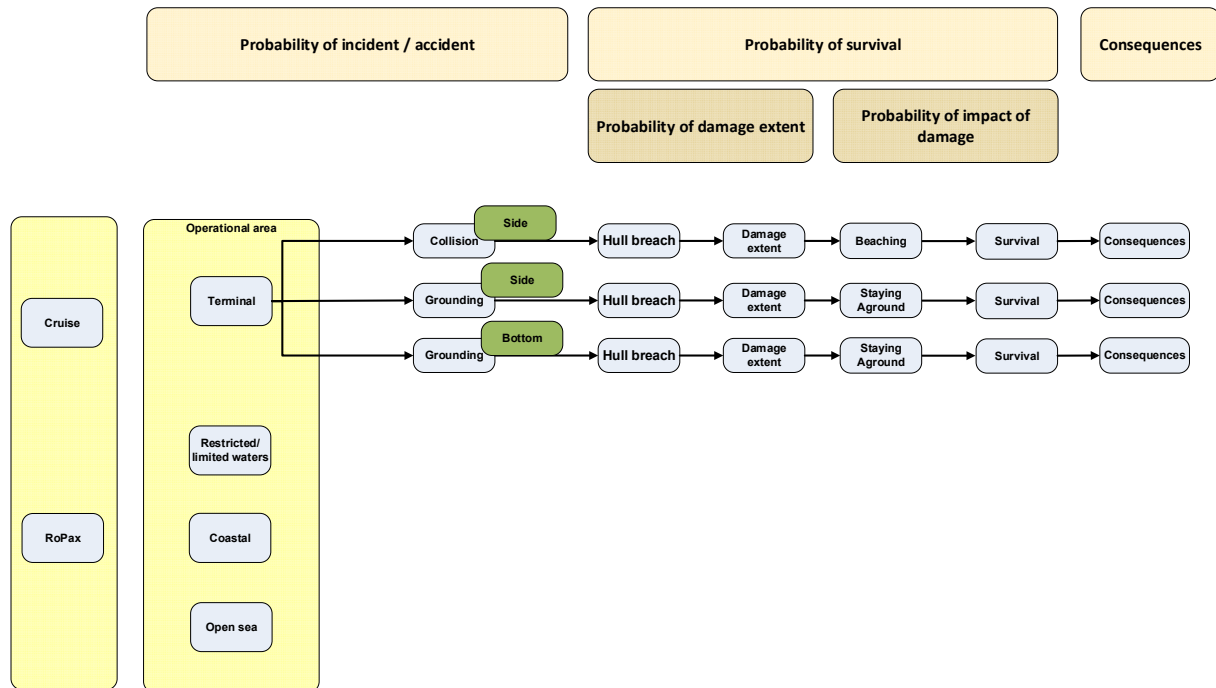 Probability of incident / accident
Probability of survival
Consequences
Probability of damage extent
Probability of impact of
damage
Operational area
Side
Collision
Hull breach
Damage
extent
Beaching
Survival
Consequences
Terminal
Side
Grounding
Hull breach
Damage
extent
Staying
Aground
Survival
Consequences
Cruise
Bottom
Grounding
Hull breach
Damage
extent
Staying
Aground
Survival
Consequences
Restricted/
limited waters
RoPax
Coastal
Open sea